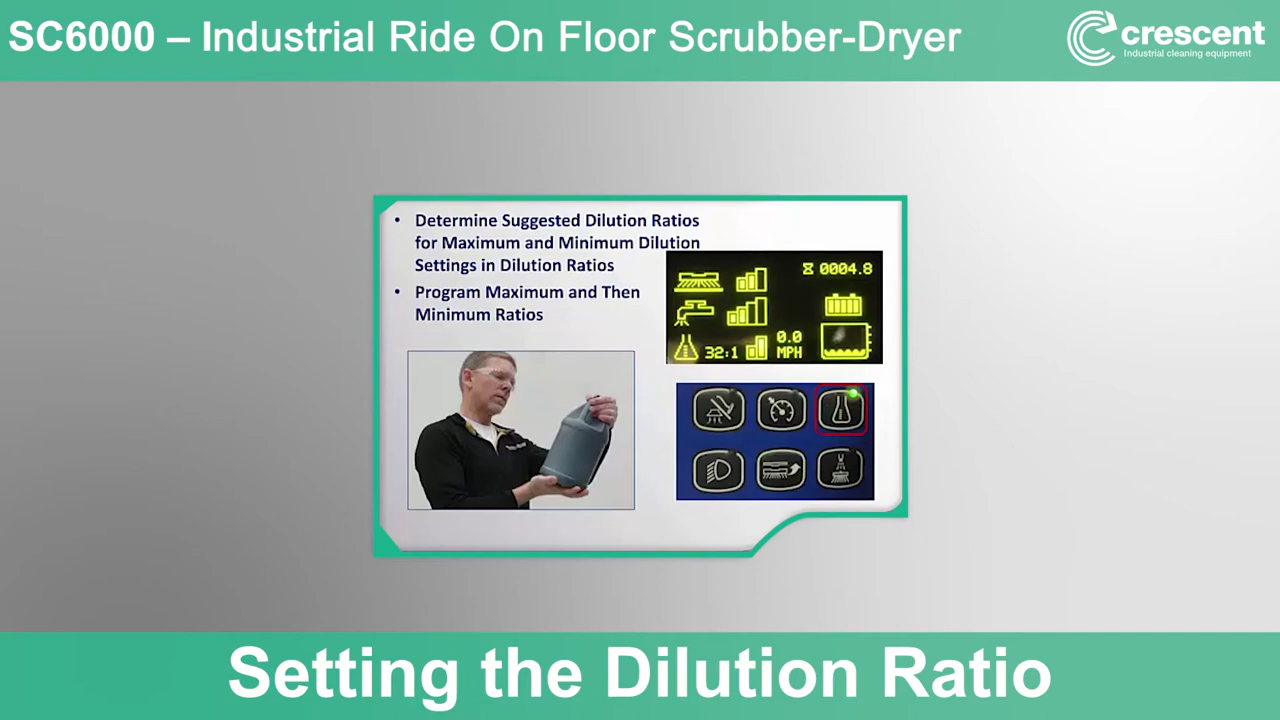 SC6000 – Industrial Ride On Floor Scrubber-Dryer
crescent
Industrial cleaning equipment
• Determine Suggested Dilution Ratios
for Maximum and Minimum Dilution
Settings in Dilution Ratios
• Program Maximum and Then
Minimum Ratios
0004.8
32:1
0.0
MPH
Setting the Dilution Ratio